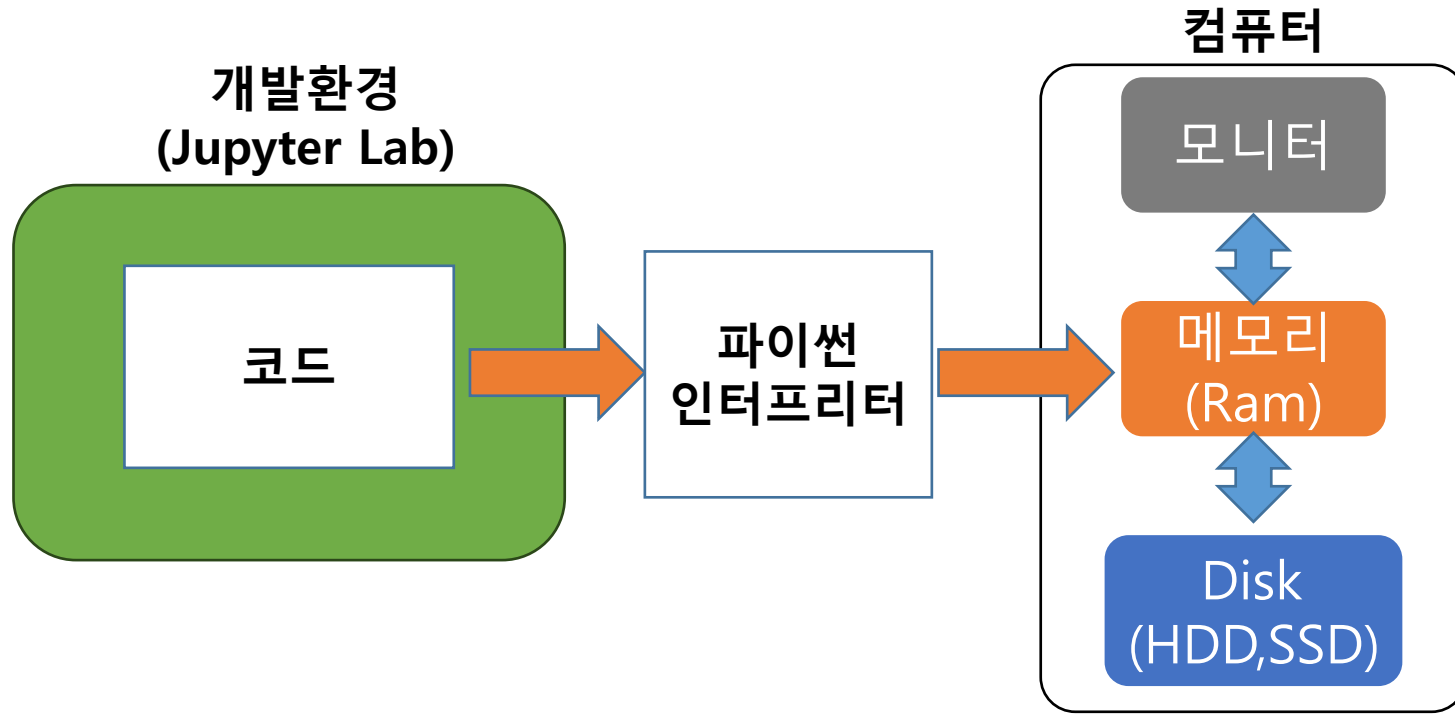 컴퓨터
개발환경
(Jupyter Lab)
코드
파이썬
인터프리터
모니터
메모리
(Ram)
Disk
(HDD,SSD)